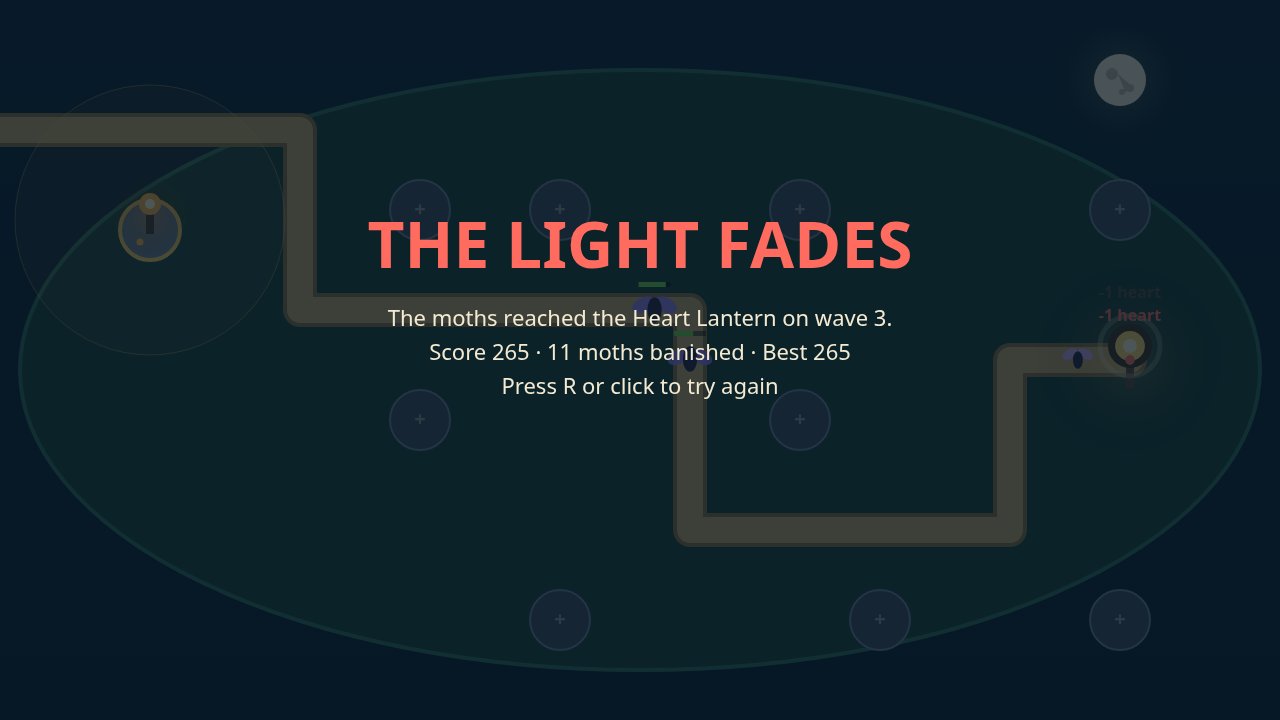 THE LIGHT FADES
-1 heart
-1 heart
The moths reached the Heart Lantern on wave 3.
Score 265 · 11 moths banished · Best 265
Press R or click to try again